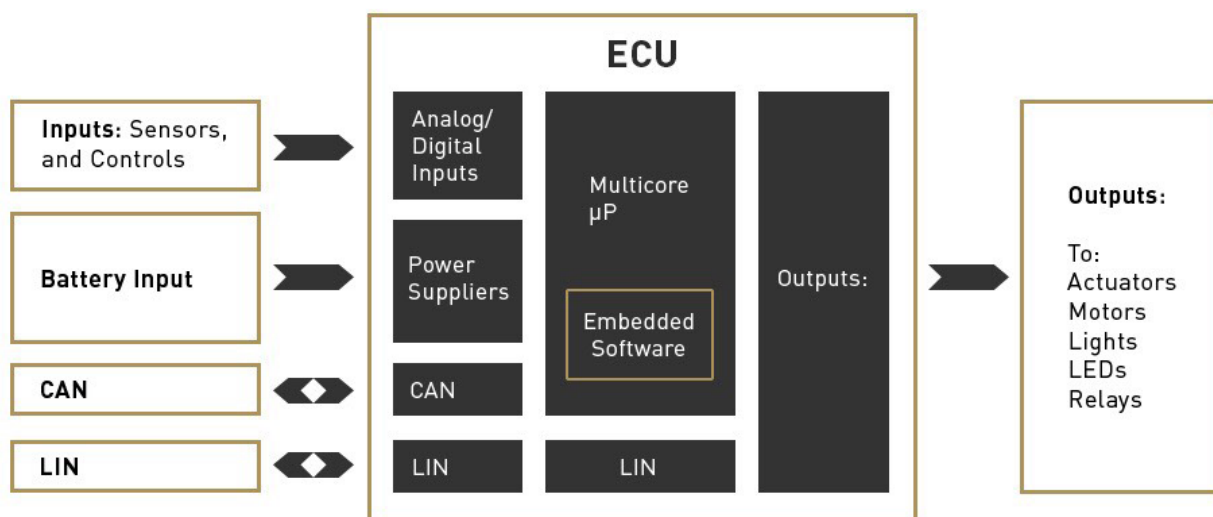 ECU
Inputs: Sensors,
and Controls
Battery Input
CAN
LIN
Analog/
Digital
Inputs
Power
Suppliers
CAN
LIN
Multicore
µP
Embedded
Software
LIN
Outputs:
Outputs:
To:
Actuators
Motors
Lights
LEDs
Relays